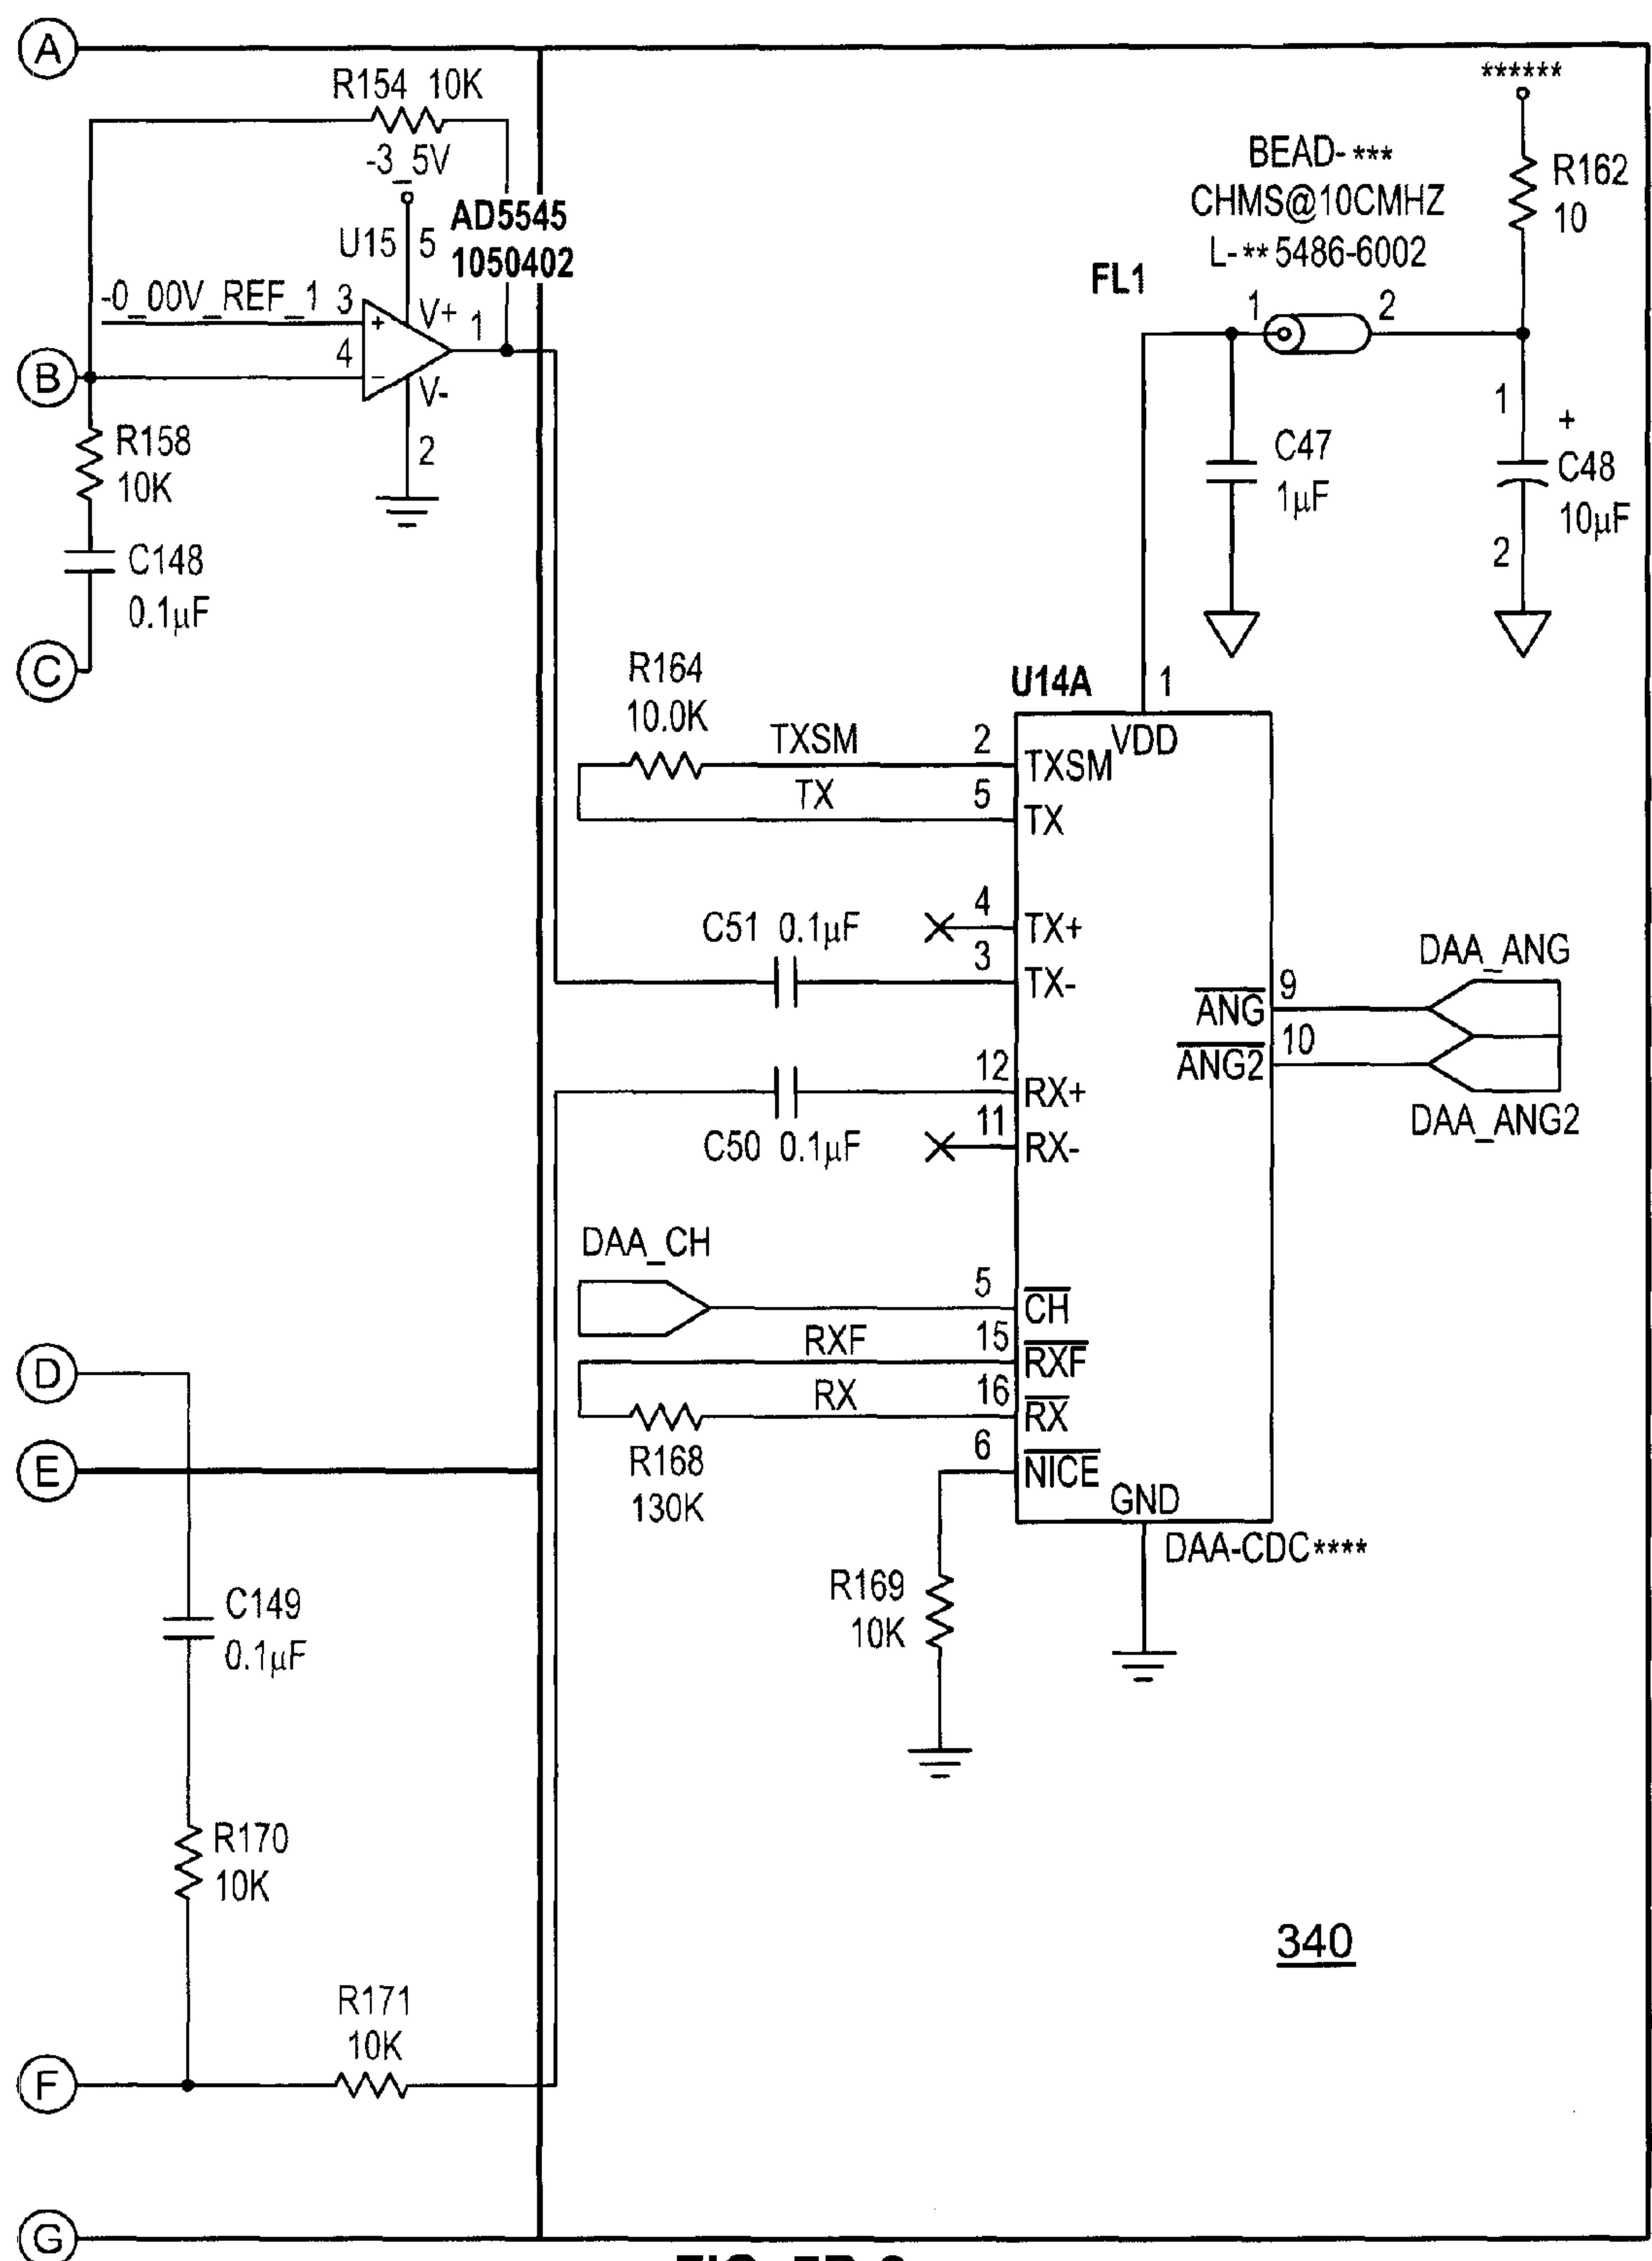 A
R154 10K
-3_5V
U15 5
AD5545
1050402
-0_00V_REF_1 3
V+ 1
4
+
-
V-
2
B
R158
10K
C148
0.1µF
C
******
BEAD-***
CHMS@10CMHZ
L-**5486-6002
R162
10
FL1
1 2
C47
1µF
1
+
C48
10µF
2
R164
10.0K
U14A 1
VDD
TXSM 2 TXSM
TX 5 TX
4 TX+
C51 0.1µF
3 TX-
DAA_ANG
ANG 9
ANG2 10
DAA_ANG2
12 RX+
C50 0.1µF
11 RX-
DAA_CH
5 CH
RXF 15 RXF
RX 16 RX
R168
130K
6 NICE
GND
DAA-CDC****
R169
10K
D
E
C149
0.1µF
R170
10K
340
R171
10K
F
G